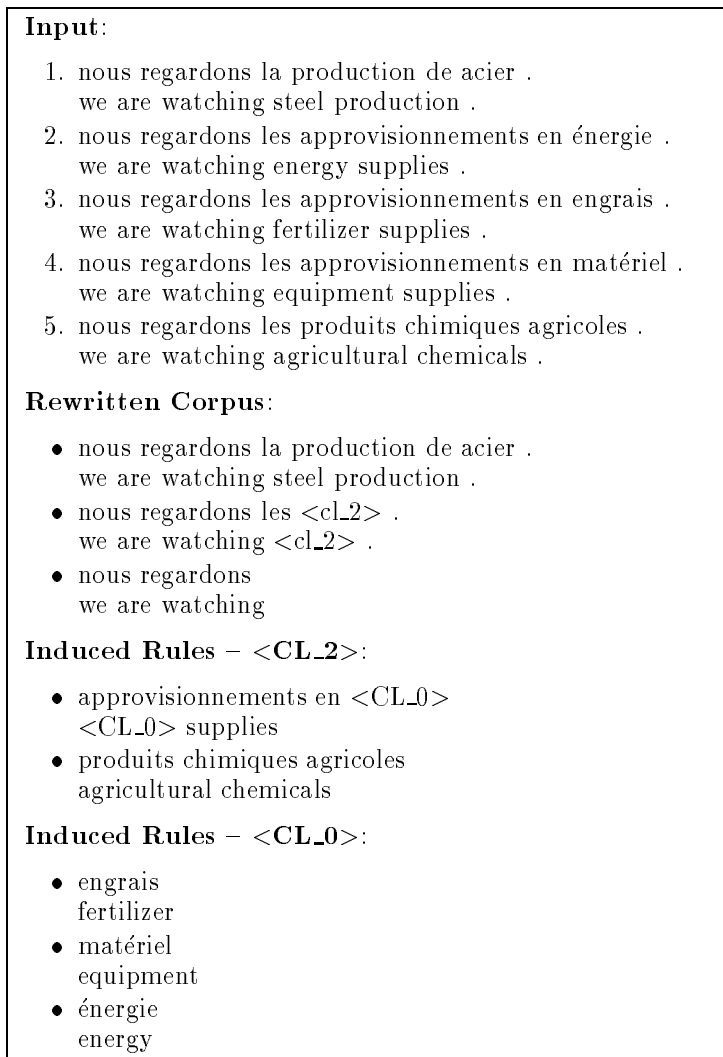 Input:
1. nous regardons la production de acier .
we are watching steel production .
2. nous regardons les approvisionnements en énergie .
we are watching energy supplies .
3. nous regardons les approvisionnements en engrais .
we are watching fertilizer supplies .
4. nous regardons les approvisionnements en matériel .
we are watching equipment supplies .
5. nous regardons les produits chimiques agricoles .
we are watching agricultural chemicals .
Rewritten Corpus:
• nous regardons la production de acier .
we are watching steel production .
• nous regardons les <cl_2> .
we are watching <cl_2> .
• nous regardons
we are watching
Induced Rules – <CL_2>:
• approvisionnements en <CL_0>
<CL_0> supplies
• produits chimiques agricoles
agricultural chemicals
Induced Rules – <CL_0>:
• engrais
fertilizer
• matériel
equipment
• énergie
energy